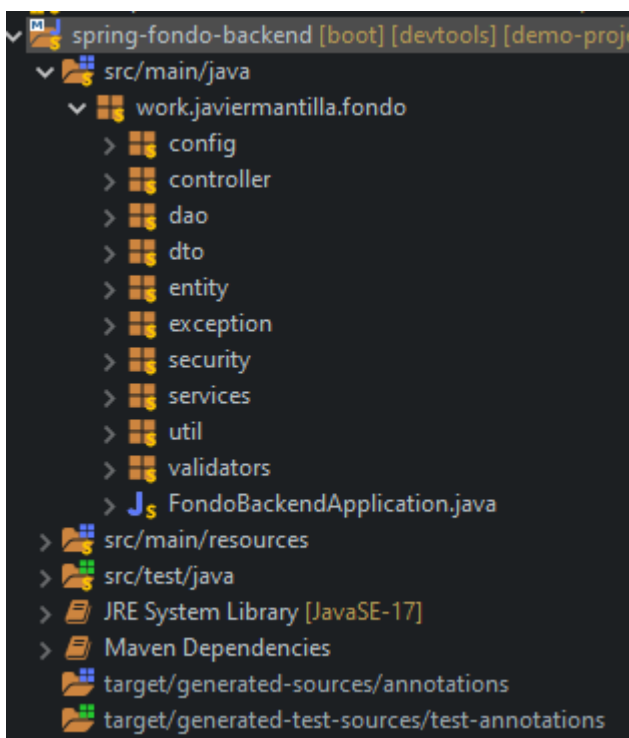 spring-fondo-backend [boot] [devtools] [demo-proj
src/main/java
work.javiermantilla.fondo
config
controller
dao
dto
entity
exception
security
services
util
validators
FondoBackendApplication.java
src/main/resources
src/test/java
JRE System Library [JavaSE-17]
Maven Dependencies
target/generated-sources/annotations
target/generated-test-sources/test-annotations